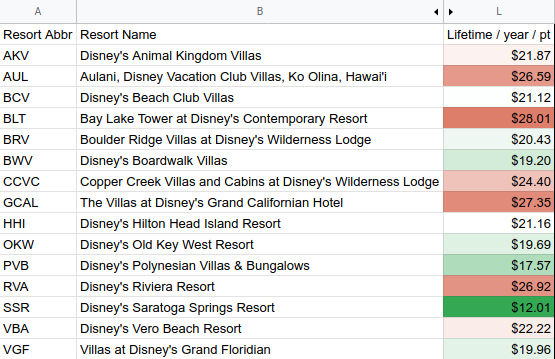 A B L
Resort Abbr Resort Name Lifetime / year / pt
AKV Disney's Animal Kingdom Villas $21.87
AUL Aulani, Disney Vacation Club Villas, Ko Olina, Hawai'i $26.59
BCV Disney's Beach Club Villas $21.12
BLT Bay Lake Tower at Disney's Contemporary Resort $28.01
BRV Boulder Ridge Villas at Disney's Wilderness Lodge $20.43
BWV Disney's Boardwalk Villas $19.20
CCVC Copper Creek Villas and Cabins at Disney's Wilderness Lodge $24.40
GCAL The Villas at Disney's Grand Californian Hotel $27.35
HHI Disney's Hilton Head Island Resort $21.16
OKW Disney's Old Key West Resort $19.69
PVB Disney's Polynesian Villas & Bungalows $17.57
RVA Disney's Riviera Resort $26.92
SSR Disney's Saratoga Springs Resort $12.01
VBA Disney's Vero Beach Resort $22.22
VGF Villas at Disney's Grand Floridian $19.96